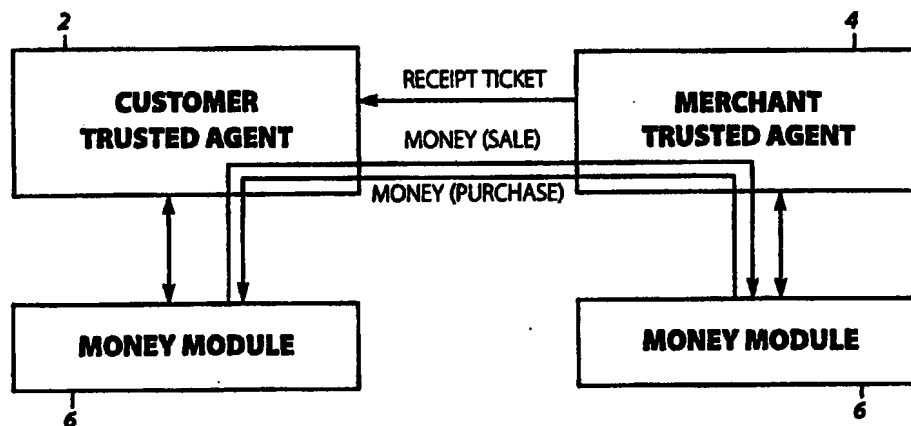 2
4
CUSTOMER
TRUSTED AGENT
RECEIPT TICKET
MERCHANT
TRUSTED AGENT
MONEY (SALE)
MONEY (PURCHASE)
MONEY MODULE
MONEY MODULE
6
6